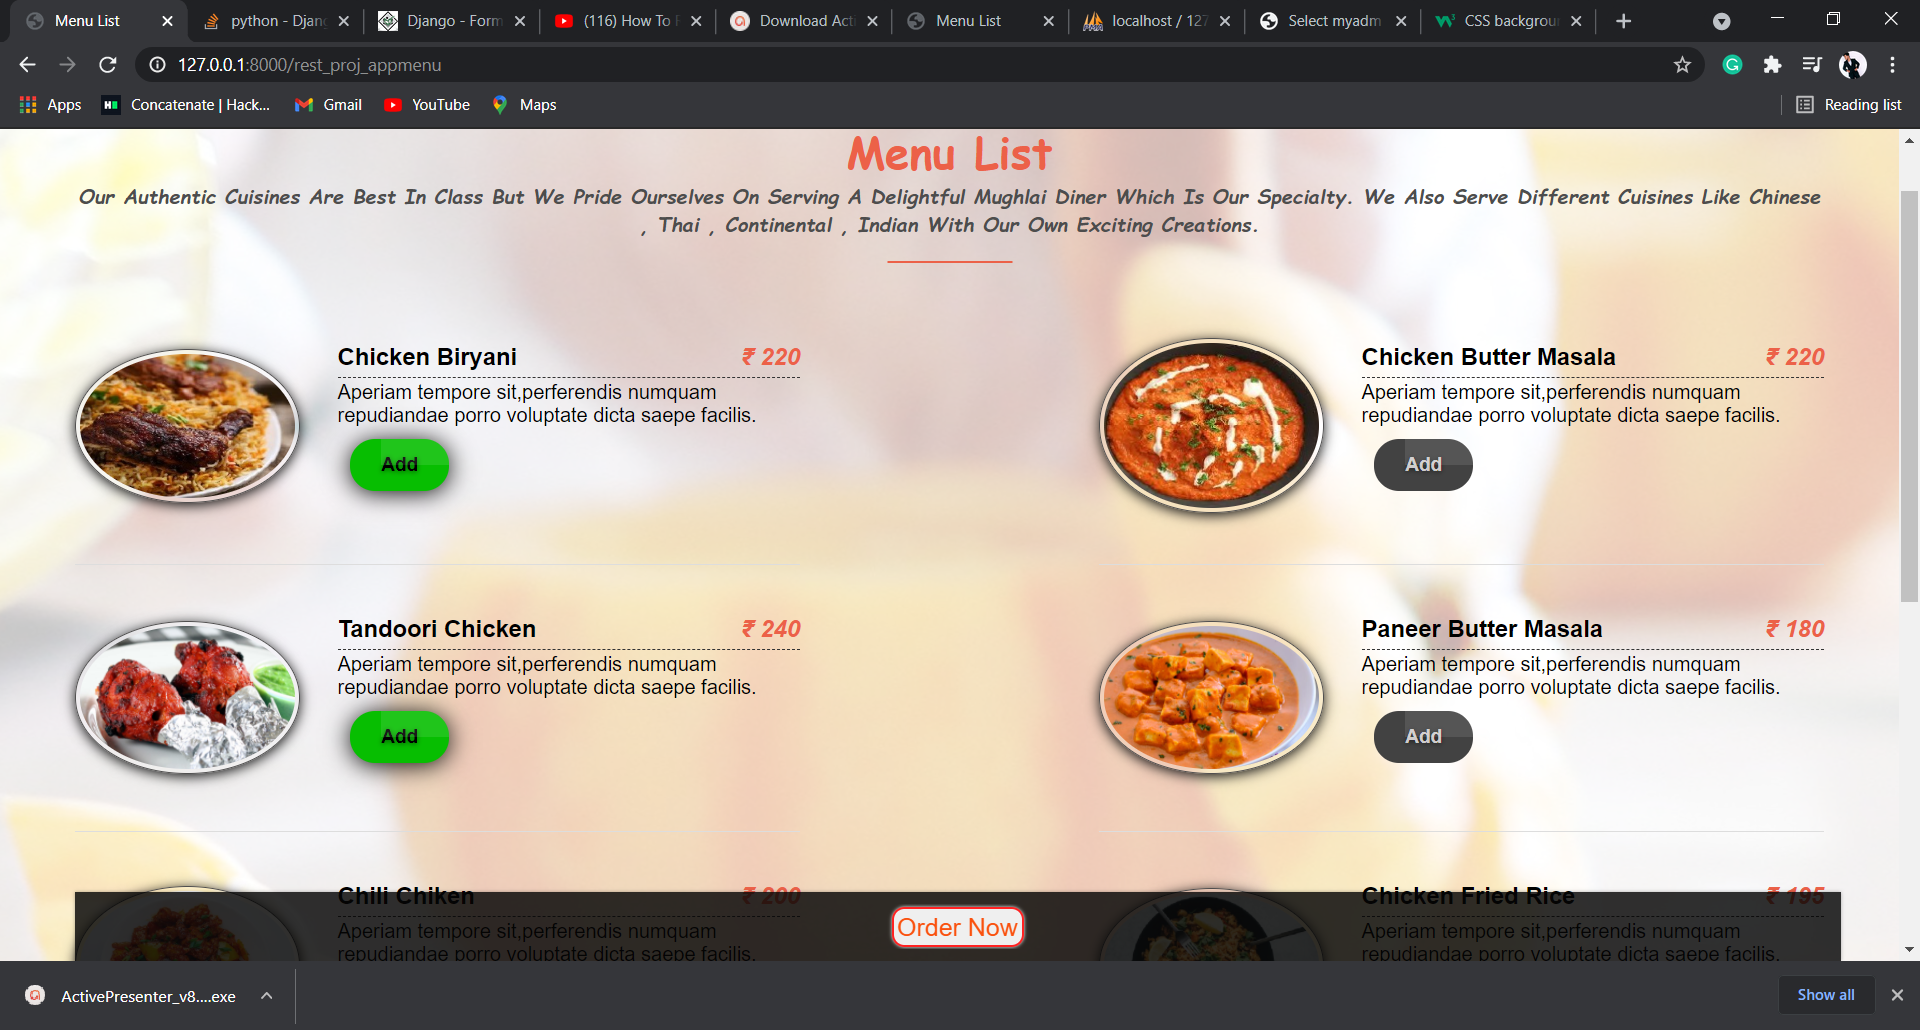 Menu List
python - Djan
Django - Form
(116) How To
Download Acti
Menu List
localhost / 127
Select myadm
CSS backgrou
127.0.0.1:8000/rest_proj_appmenu
Apps
Concatenate | Hack...
Gmail
YouTube
Maps
Reading list
Menu List
Our Authentic Cuisines Are Best In Class But We Pride Ourselves On Serving A Delightful Mughlai Diner Which Is Our Specialty. We Also Serve Different Cuisines Like Chinese
, Thai , Continental , Indian With Our Own Exciting Creations.
Chicken Biryani ₹ 220
Aperiam tempore sit,perferendis numquam
repudiandae porro voluptate dicta saepe facilis.
Add
Chicken Butter Masala ₹ 220
Aperiam tempore sit,perferendis numquam
repudiandae porro voluptate dicta saepe facilis.
Add
Tandoori Chicken ₹ 240
Aperiam tempore sit,perferendis numquam
repudiandae porro voluptate dicta saepe facilis.
Add
Paneer Butter Masala ₹ 180
Aperiam tempore sit,perferendis numquam
repudiandae porro voluptate dicta saepe facilis.
Add
Chili Chiken ₹ 200
Aperiam tempore sit,perferendis numquam
repudiandae porro voluptate dicta saepe facilis.
Chicken Fried Rice ₹ 195
Aperiam tempore sit,perferendis numquam
repudiandae porro voluptate dicta saepe facilis.
Order Now
ActivePresenter_v8....exe
Show all